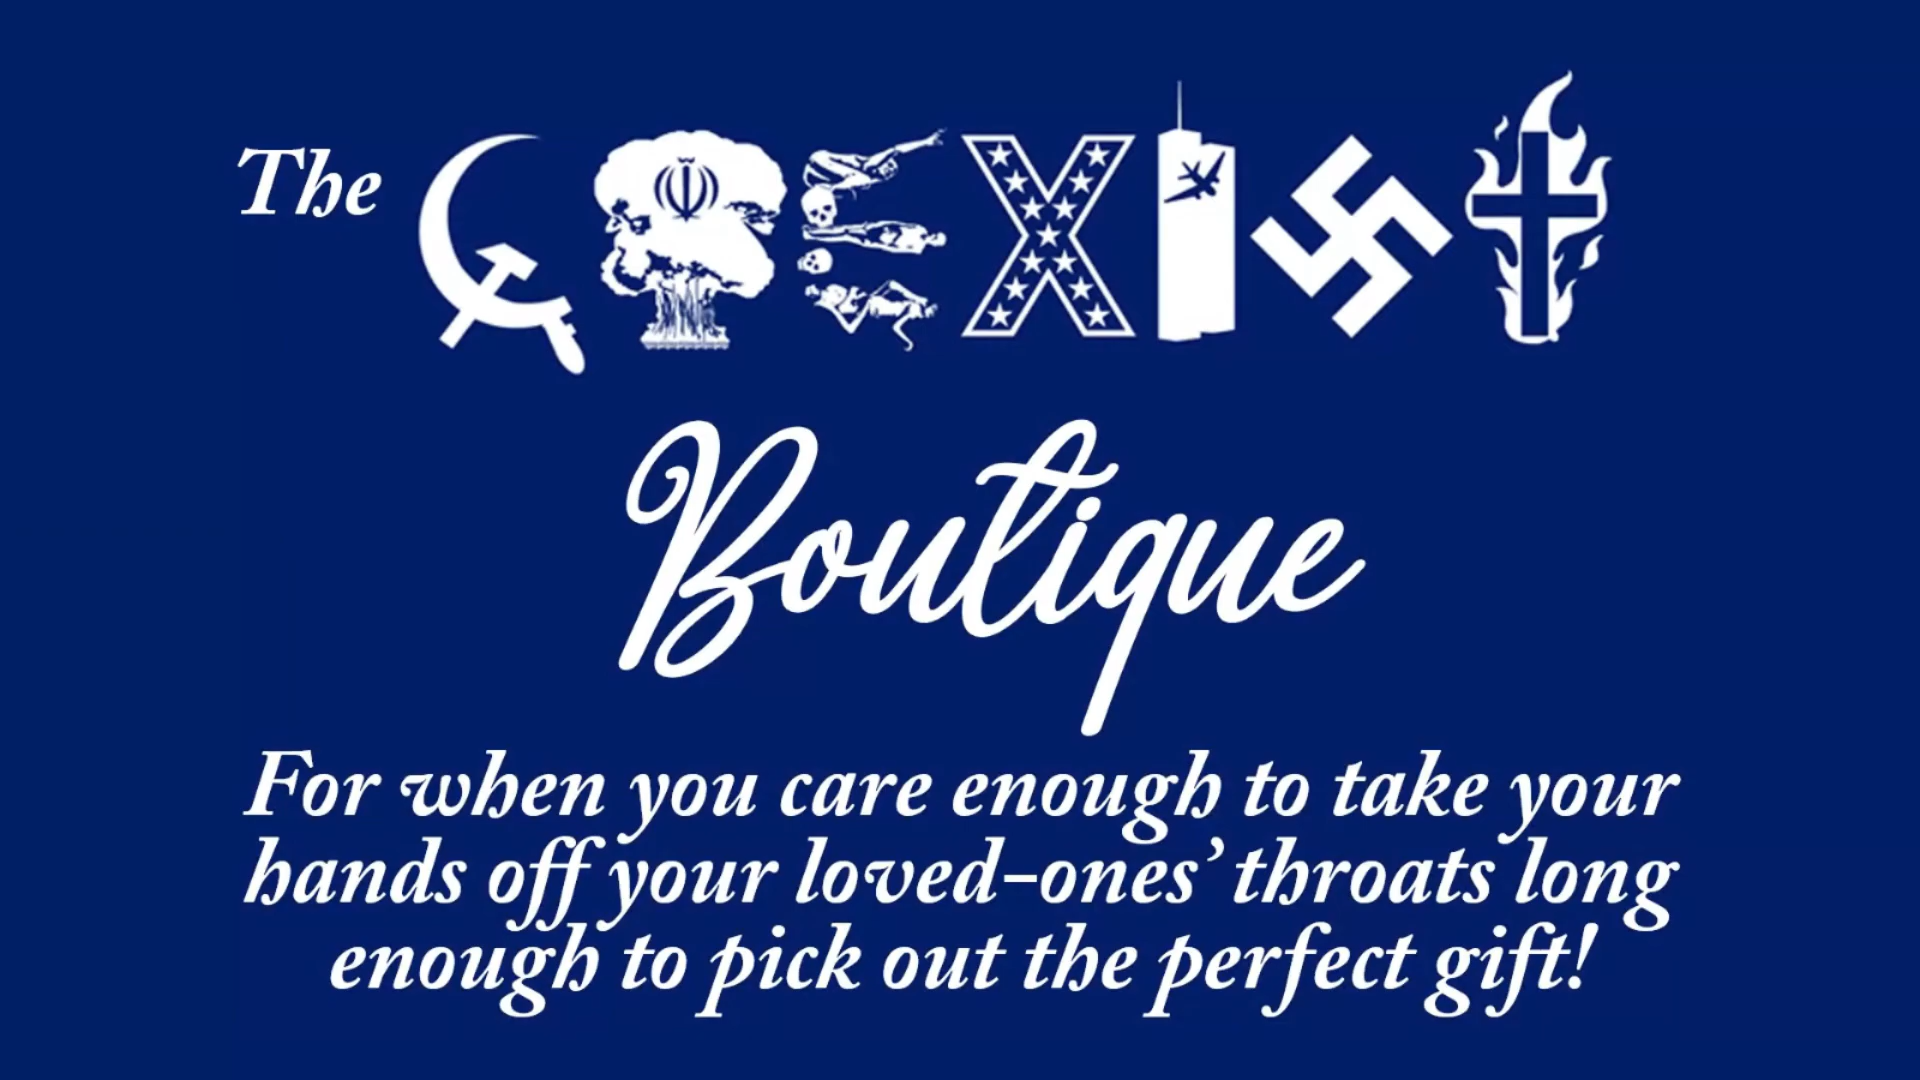 The COEXIST
Boutique
For when you care enough to take your
hands off your loved-ones’ throats long
enough to pick out the perfect gift!